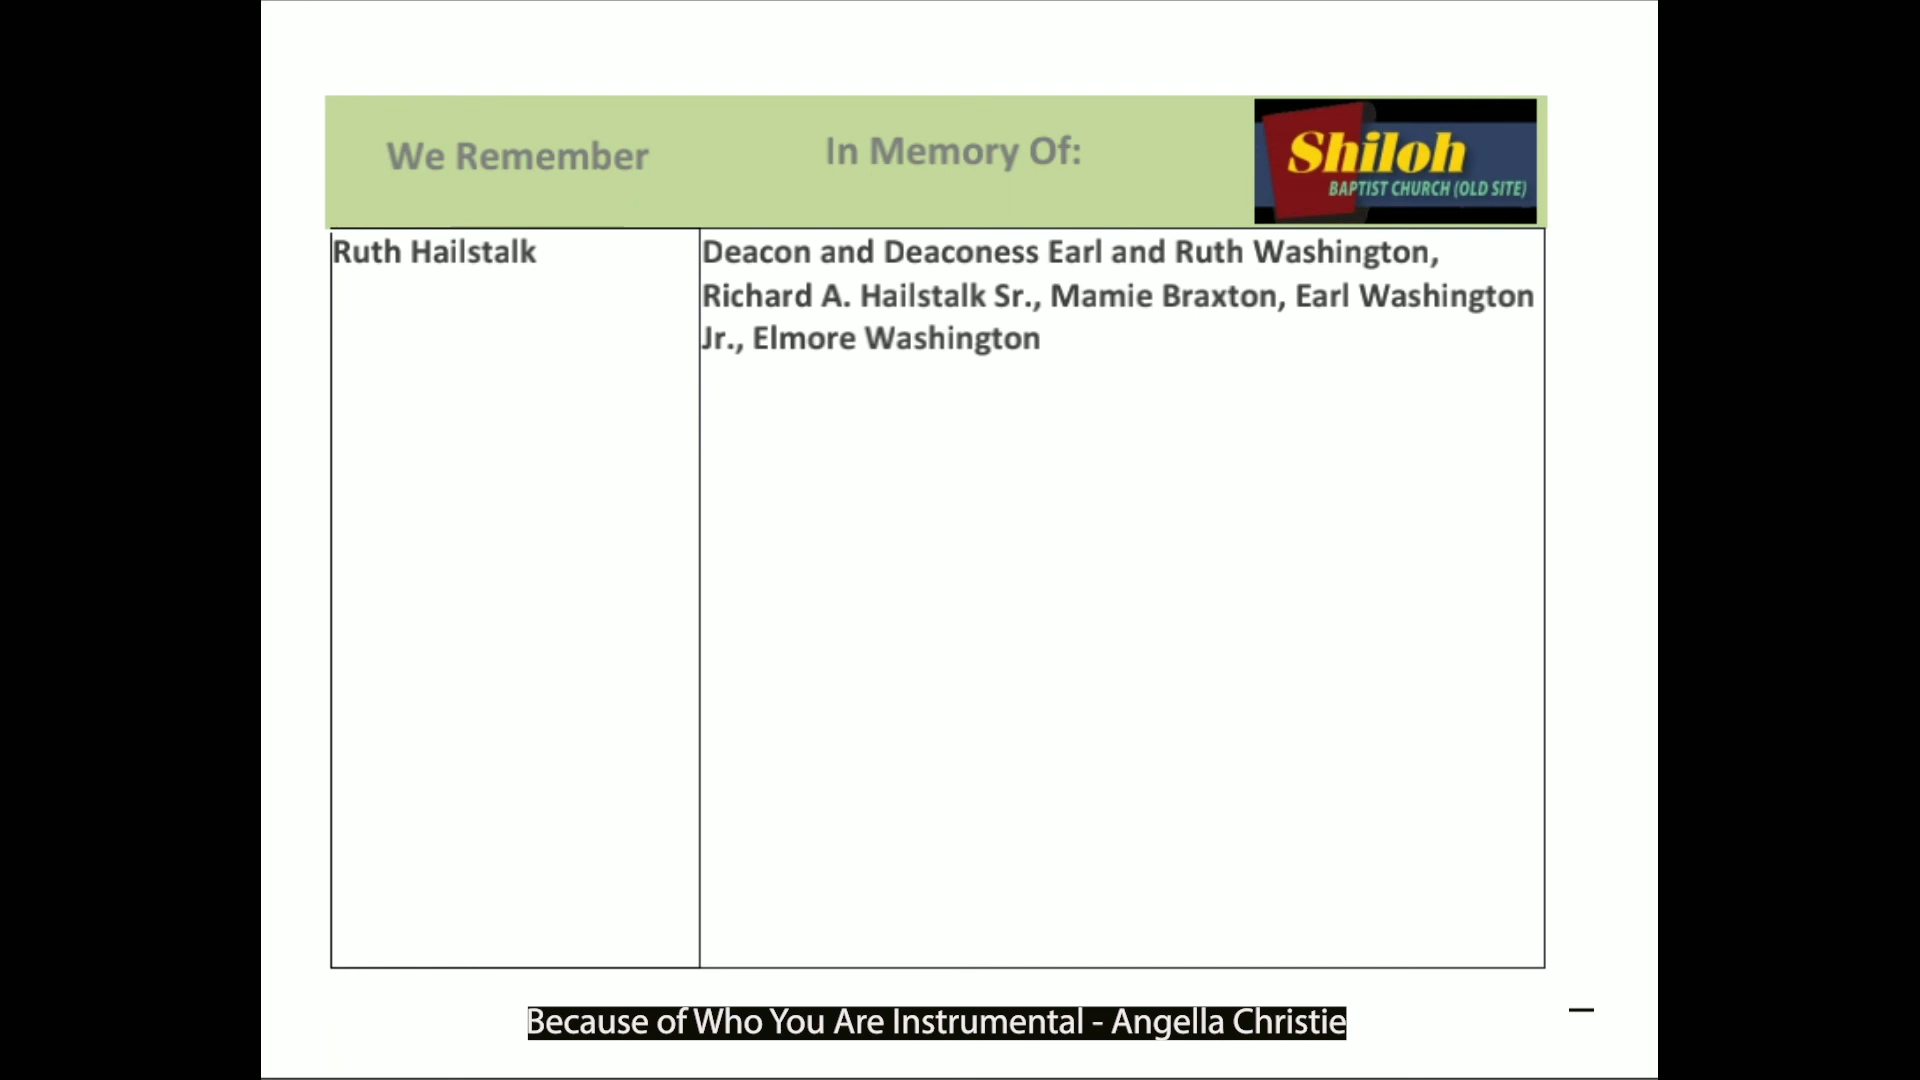 We Remember
In Memory Of:
Shiloh
BAPTIST CHURCH (OLD SITE)
Ruth Hailstalk
Deacon and Deaconess Earl and Ruth Washington,
Richard A. Hailstalk Sr., Mamie Braxton, Earl Washington
Jr., Elmore Washington
Because of Who You Are Instrumental - Angella Christie